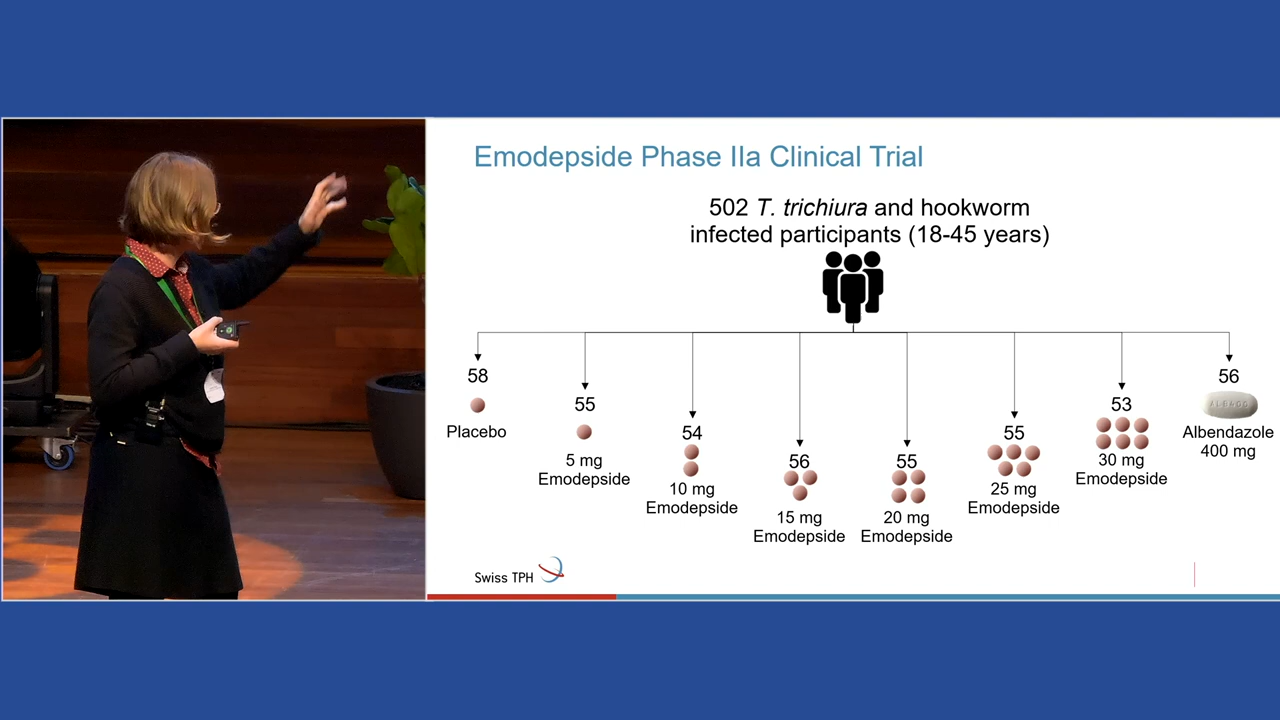 Emodepside Phase IIa Clinical Trial
502 T. trichiura and hookworm
infected participants (18-45 years)
58
Placebo
55
5 mg
Emodepside
54
10 mg
Emodepside
56
15 mg
Emodepside
55
20 mg
Emodepside
55
25 mg
Emodepside
53
30 mg
Emodepside
56
Albendazole
400 mg
Swiss TPH